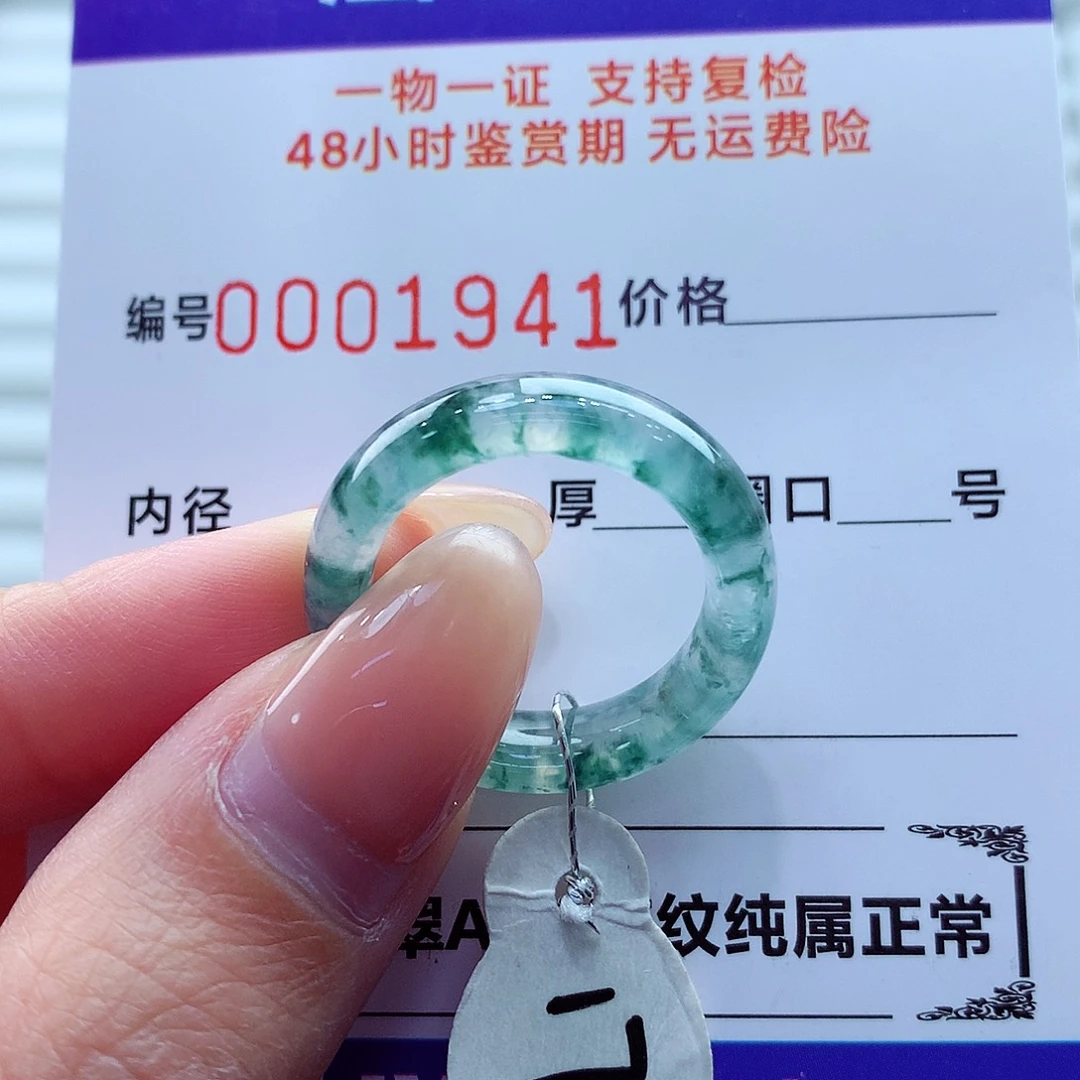 一物一证 支持复检
48小时鉴赏期 无运费险
编号0001941价格
内径 厚 圈口 号
翠A 纹纯属正常